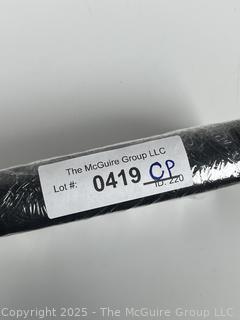 The McGuire Group LLC
Lot #: 0419 CP
ID: 220
Copyright 2025 - The McGuire Group LLC